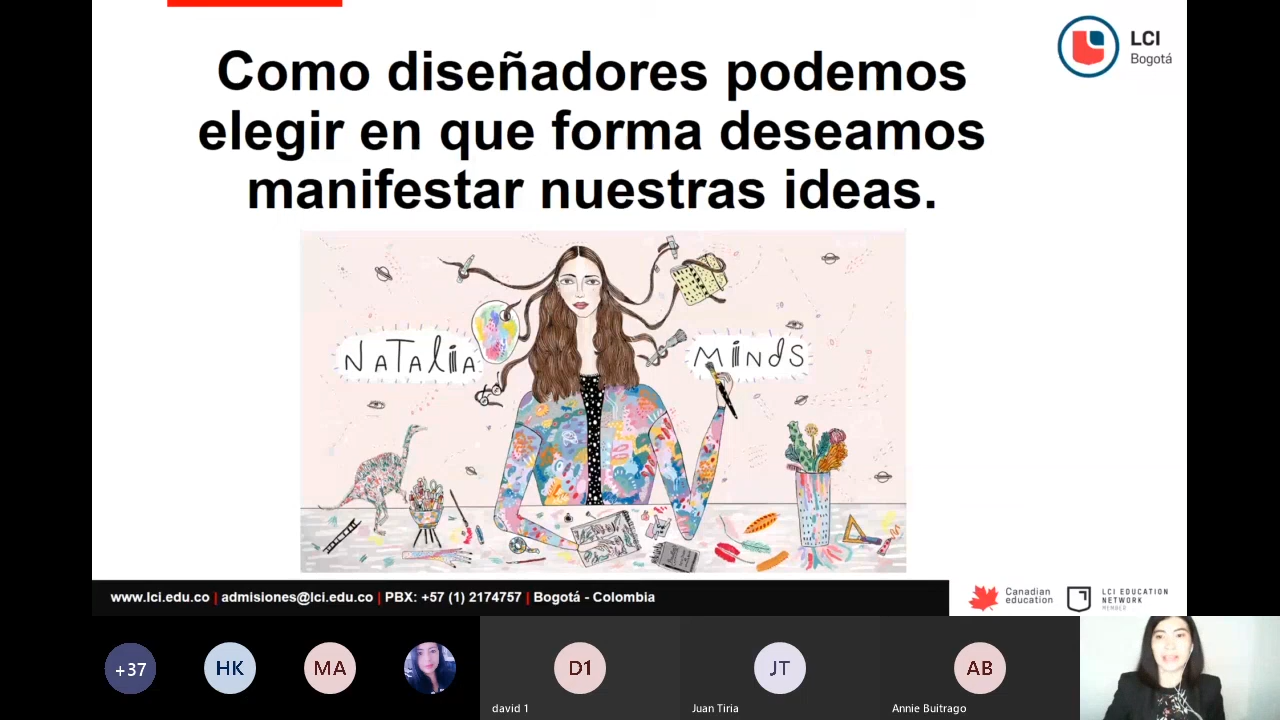 LCI
Bogotá
Como diseñadores podemos
elegir en que forma deseamos
manifestar nuestras ideas.
NATALIA
MINDS
www.lci.edu.co | admisiones@lci.edu.co | PBX: +57 (1) 2174757 | Bogotá - Colombia
Canadian
education
LCI EDUCATION
NETWORK
MEMBER
+37
HK
MA
D1
JT
AB
david 1
Juan Tiria
Annie Buitrago